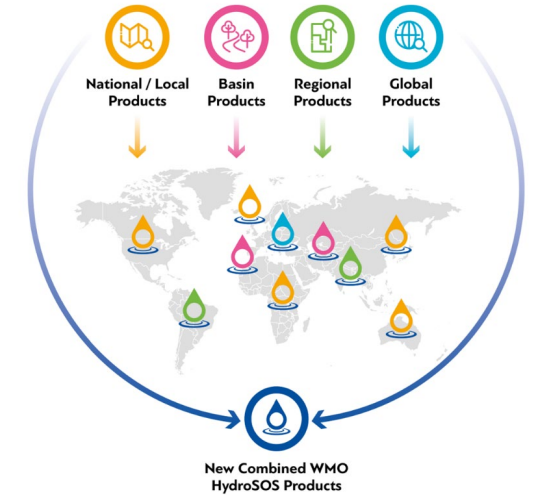 National / Local
Products
Basin
Products
Regional
Products
Global
Products
New Combined WMO
HydroSOS Products